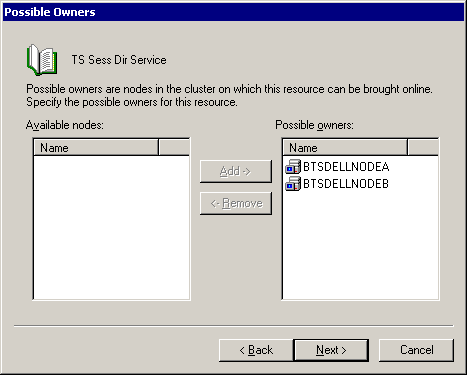 Possible Owners
TS Sess Dir Service
Possible owners are nodes in the cluster on which this resource can be brought online.
Specify the possible owners for this resource.
Available nodes:
Name
Add ->
<- Remove
Possible owners:
Name
BTSDELLNODEA
BTSDELLNODEB
< Back
Next >
Cancel